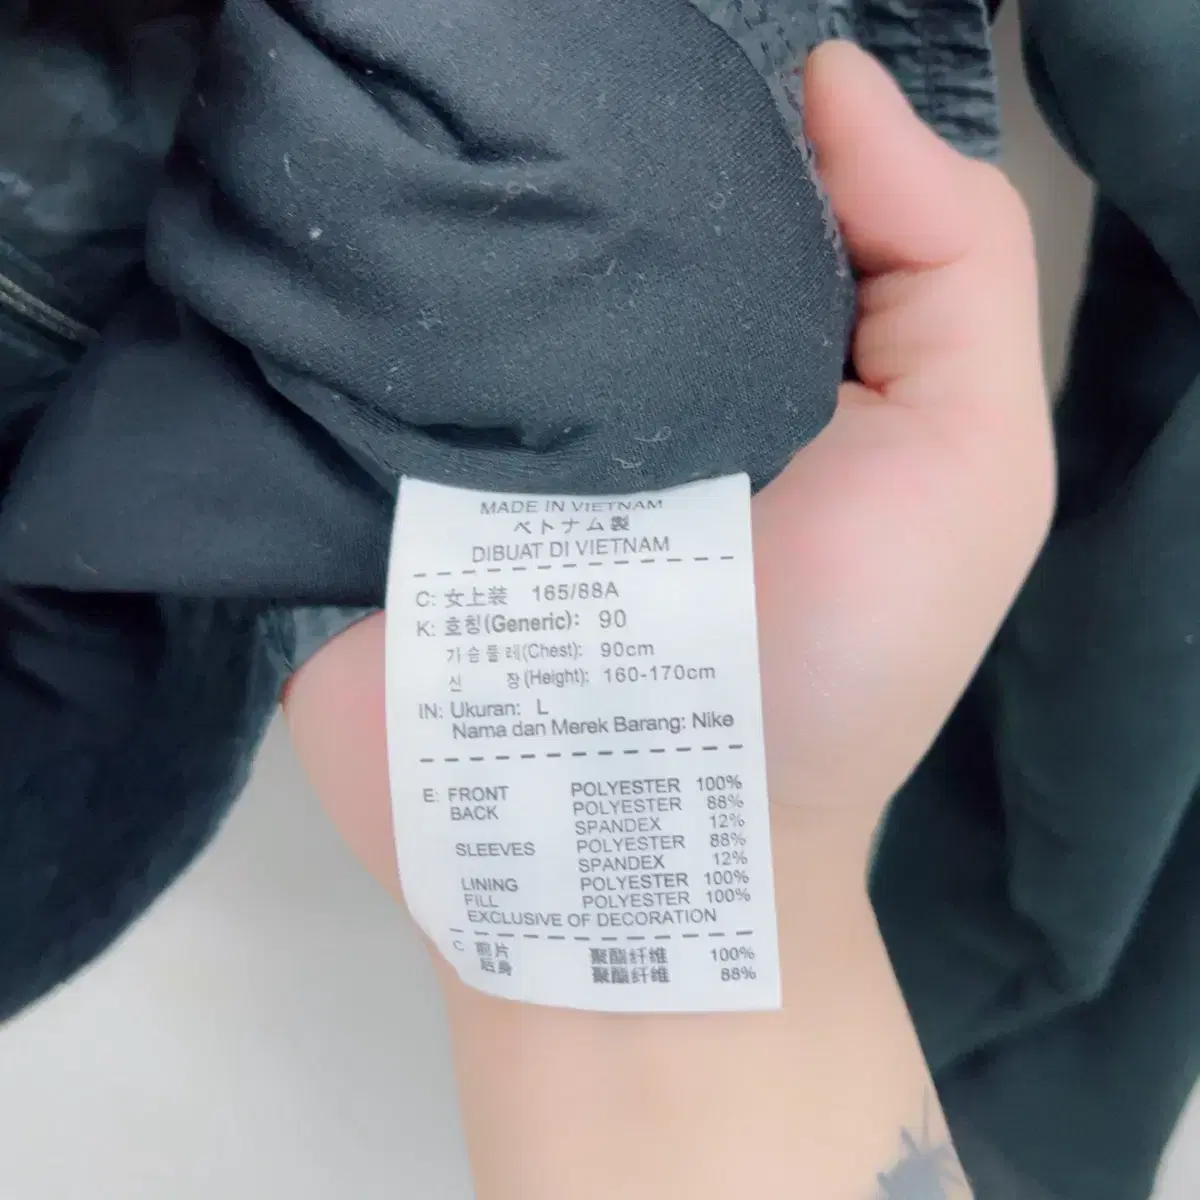 MADE IN VIETNAM
ベトナム製
DIBUAT DI VIETNAM
C: 女上装 165/88A
K: 호칭(Generic): 90
가슴둘레(Chest): 90cm
신 장(Height): 160-170cm
IN: Ukuran: L
Nama dan Merek Barang: Nike
E: FRONT POLYESTER 100%
BACK POLYESTER 88%
SPANDEX 12%
SLEEVES POLYESTER 88%
SPANDEX 12%
LINING POLYESTER 100%
FILL POLYESTER 100%
EXCLUSIVE OF DECORATION
C 前片 聚酯纤维 100%
后身 聚酯纤维 88%